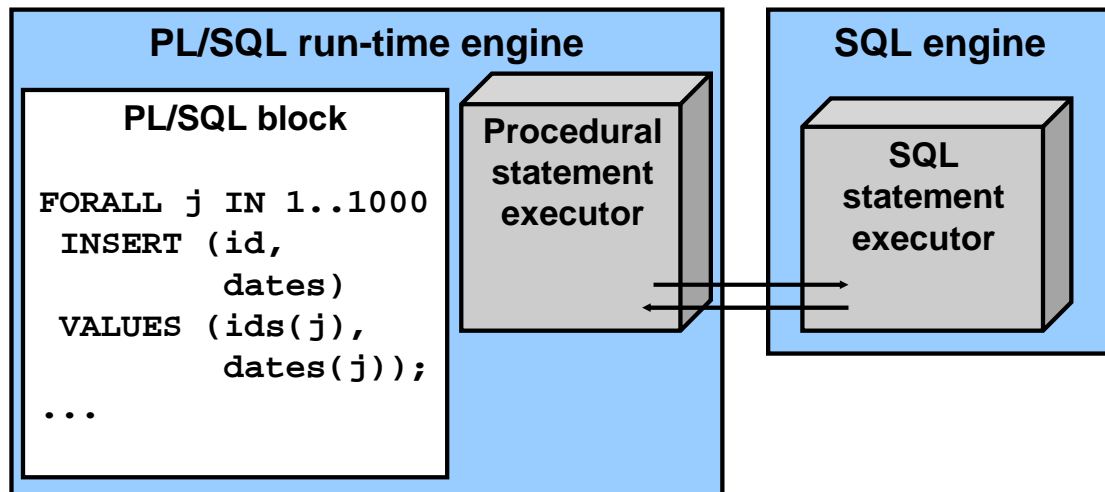 PL/SQL run-time engine
PL/SQL block
FORALL j IN 1..1000
INSERT (id,
dates)
VALUES (ids(j),
dates(j));
...
Procedural
statement
executor
SQL engine
SQL
statement
executor